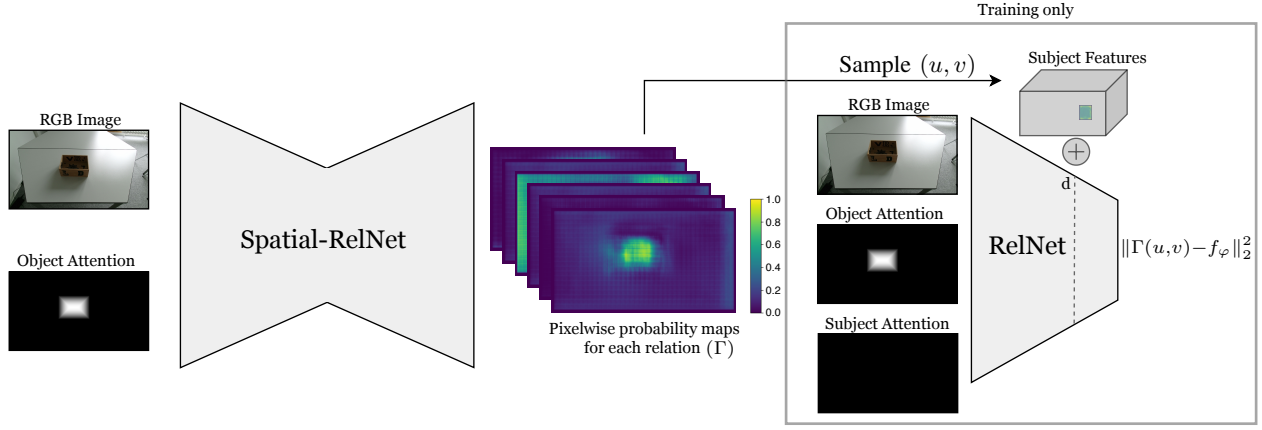 Training only
Sample (u, v)
Subject Features
RGB Image
RGB Image
d
Object Attention
Spatial-RelNet
Object Attention
RelNet
‖Γ(u,v)−f_φ‖₂²
1.0
0.8
0.6
0.4
0.2
0.0
Subject Attention
Pixelwise probability maps
for each relation (Γ)